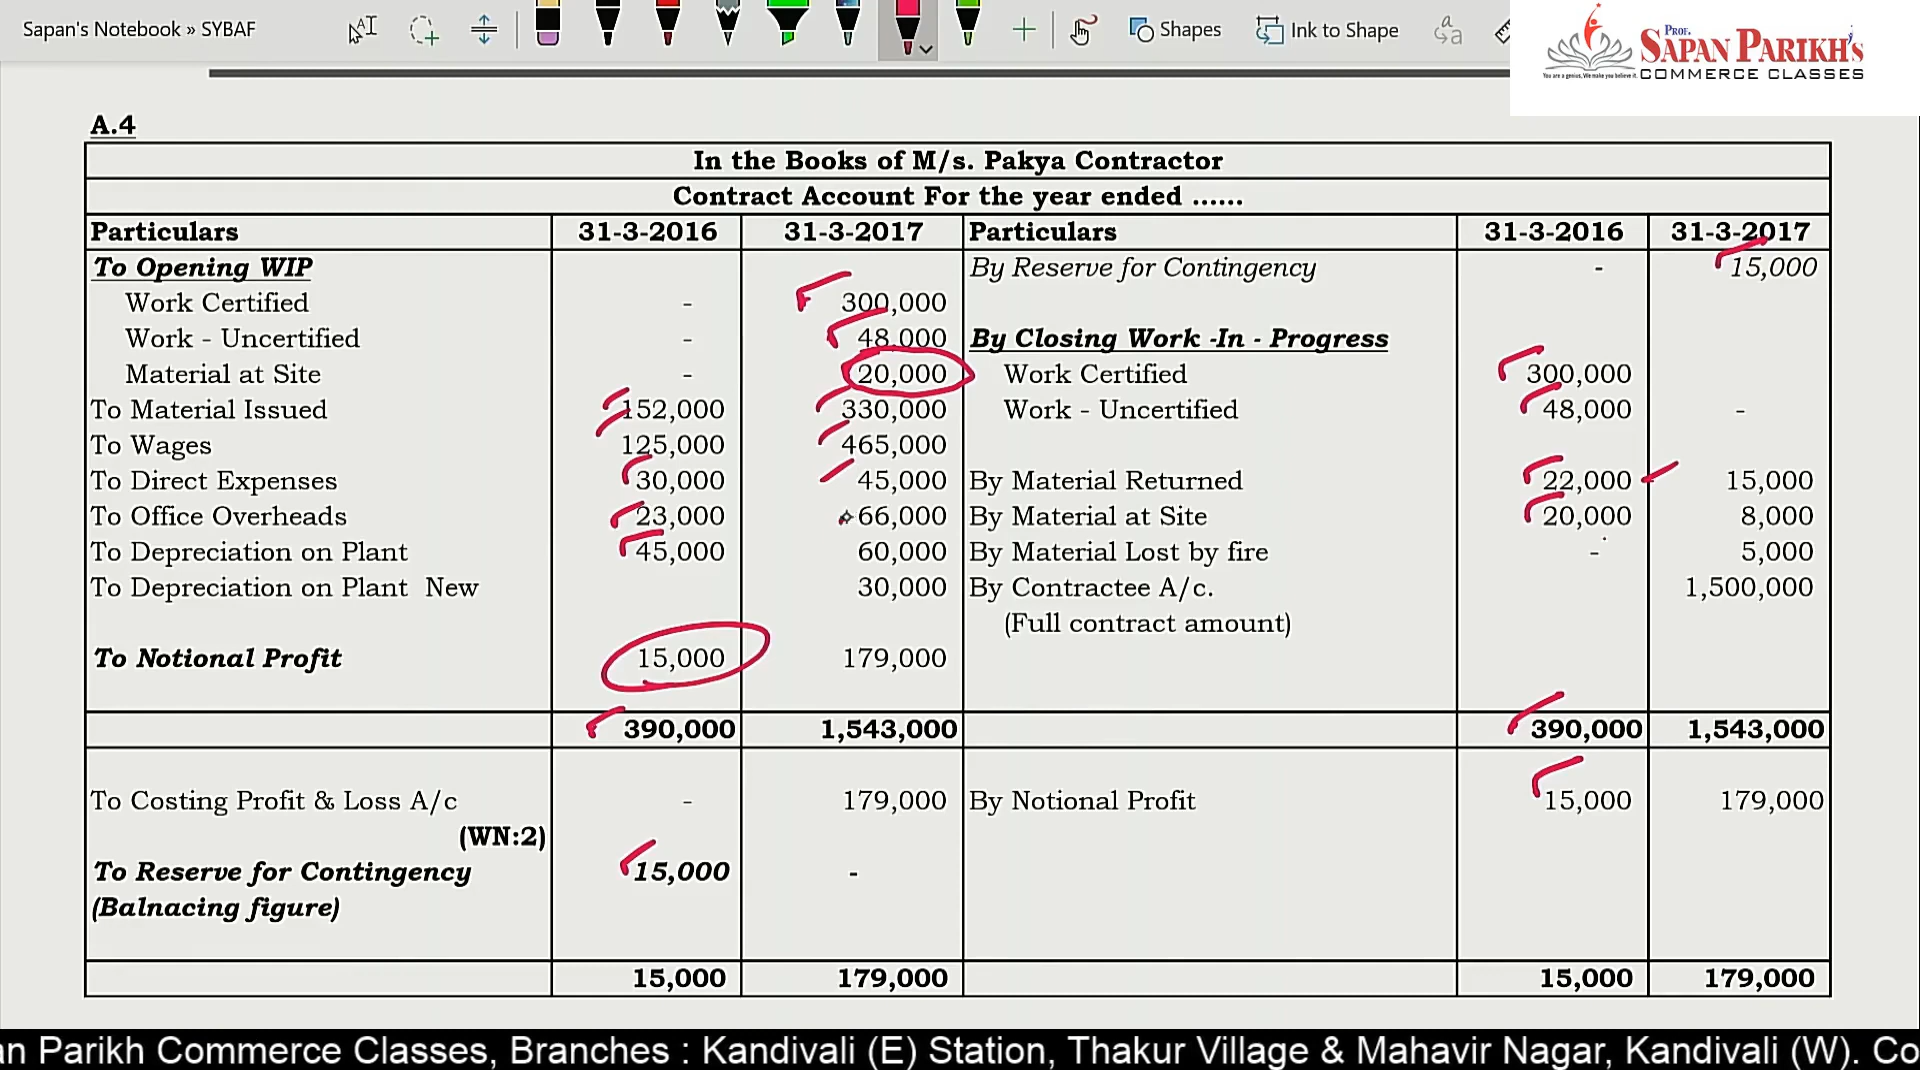 Sapan's Notebook » SYBAF
Shapes
Ink to Shape
PROF.
SAPAN PARIKH'S
You are a genius, We make you believe it.
COMMERCE CLASSES
A.4
In the Books of M/s. Pakya Contractor
Contract Account For the year ended ......
Particulars 31-3-2016 31-3-2017 Particulars 31-3-2016 31-3-2017
To Opening WIP By Reserve for Contingency - 15,000
Work Certified - 300,000
Work - Uncertified - 48,000 By Closing Work -In - Progress
Material at Site - 20,000 Work Certified 300,000
To Material Issued 152,000 330,000 Work - Uncertified 48,000 -
To Wages 125,000 465,000
To Direct Expenses 30,000 45,000 By Material Returned 22,000 15,000
To Office Overheads 23,000 66,000 By Material at Site 20,000 8,000
To Depreciation on Plant 45,000 60,000 By Material Lost by fire - 5,000
To Depreciation on Plant New 30,000 By Contractee A/c. 1,500,000
(Full contract amount)
To Notional Profit 15,000 179,000
390,000 1,543,000 390,000 1,543,000
To Costing Profit & Loss A/c - 179,000 By Notional Profit 15,000 179,000
(WN:2)
To Reserve for Contingency 15,000 -
(Balnacing figure)
15,000 179,000 15,000 179,000
an Parikh Commerce Classes, Branches : Kandivali (E) Station, Thakur Village & Mahavir Nagar, Kandivali (W). Co